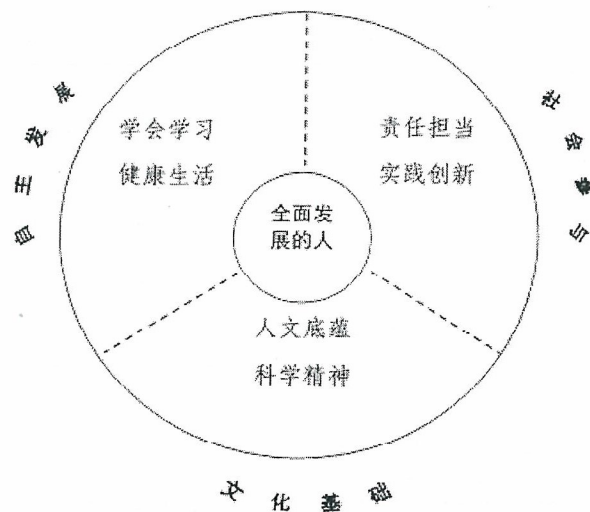 自主发展
学会学习
健康生活
社会参与
责任担当
实践创新
全面发
展的人
人文底蕴
科学精神
文化基础